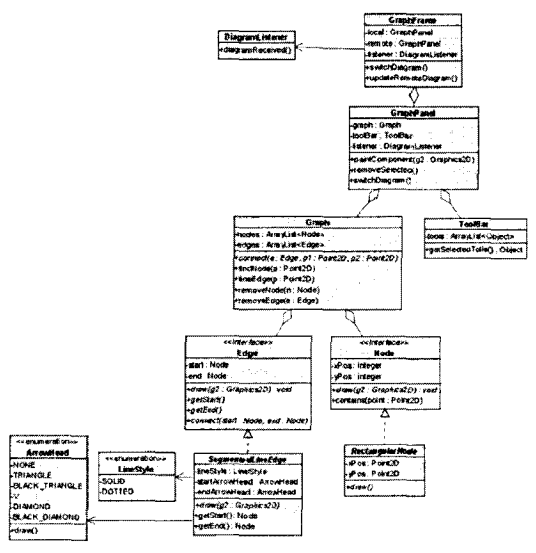 GraphFrame
-local : GraphPanel
-remote : GraphPanel
-listener : DiagramListener
+switchDiagram()
+updateRemoteDiagram()
DiagramListener
+diagramReceived()
GraphPanel
-graph : Graph
-toolBar : ToolBar
-listener : DiagramListener
+paintComponent(g2 : Graphics2D)
+removeSelected()
+switchDiagram()
Graph
-nodes : ArrayList<Node>
-edges : ArrayList<Edge>
+connect(e : Edge, p1 : Point2D, p2 : Point2D)
+findNode(p : Point2D)
+findEdge(p : Point2D)
+removeNode(n : Node)
+removeEdge(e : Edge)
ToolBar
-tools : ArrayList<Object>
Object
<<interface>>
Edge
-start : Node
-end : Node
+draw(g2 : Graphics2D) void
+getStart()
+getEnd()
+connect(start : Node, end : Node)
<<interface>>
Node
-xPos : Integer
-yPos : Integer
+draw(g2 : Graphics2D) : void
+contains(point : Point2D)
<<enumeration>>
ArrowHead
-NONE
-TRIANGLE
-BLACK_TRIANGLE
-V
-DIAMOND
-BLACK_DIAMOND
+draw()
<<enumeration>>
LineStyle
-SOLID
-DOTTED
SegmentedLineEdge
-lineStyle : LineStyle
-startArrowHead : ArrowHead
-endArrowHead : ArrowHead
+draw(g2 : Graphics2D)
+getStart() : Node
+getEnd() : Node
RectangularNode
-xPos : Point2D
-yPos : Point2D
+draw()